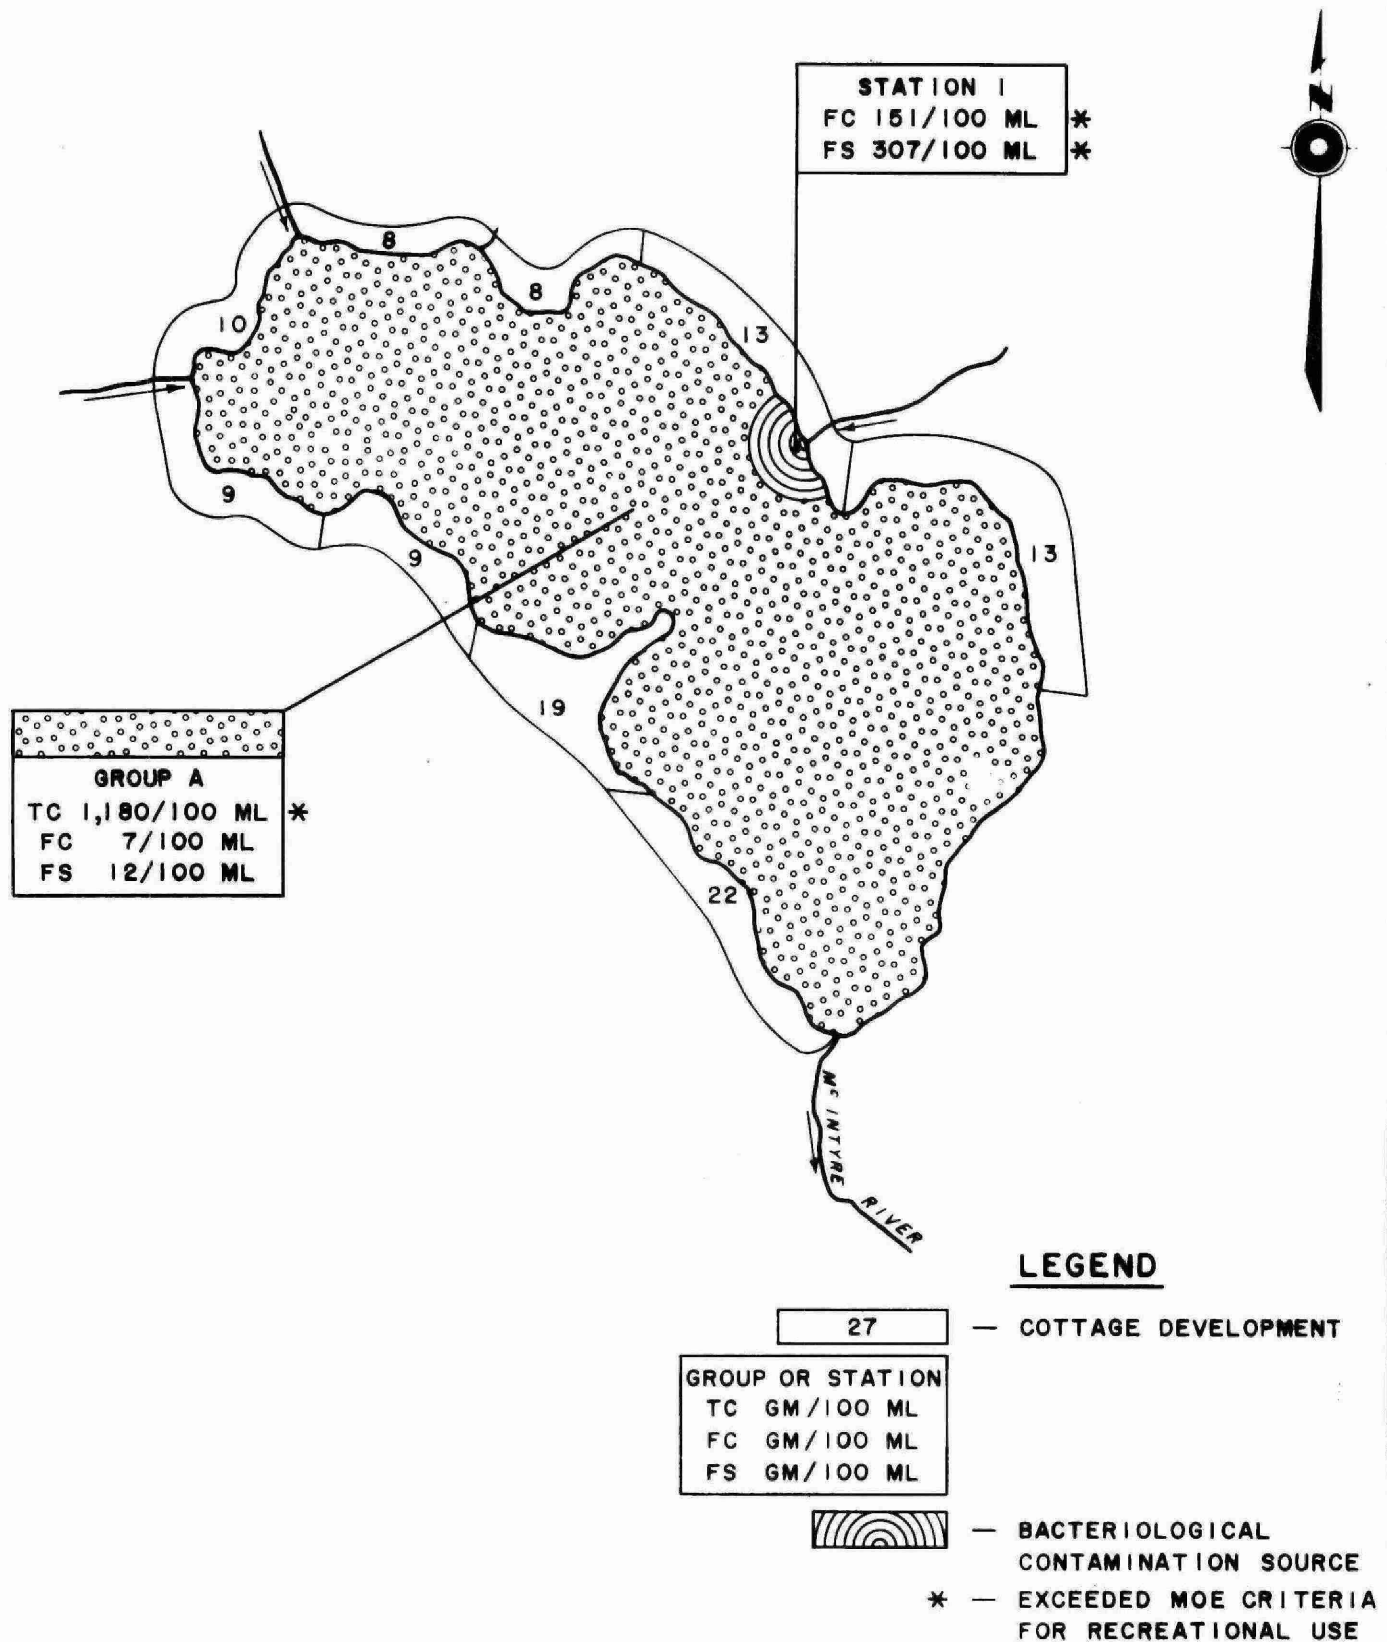 N
STATION 1
FC 151/100 ML *
FS 307/100 ML *
8
8
10
13
9
9
13
19
GROUP A
TC 1,180/100 ML *
FC 7/100 ML
FS 12/100 ML
22
Mc INTYRE
RIVER
LEGEND
27 — COTTAGE DEVELOPMENT
GROUP OR STATION
TC GM/100 ML
FC GM/100 ML
FS GM/100 ML
— BACTERIOLOGICAL
CONTAMINATION SOURCE
* — EXCEEDED MOE CRITERIA
FOR RECREATIONAL USE